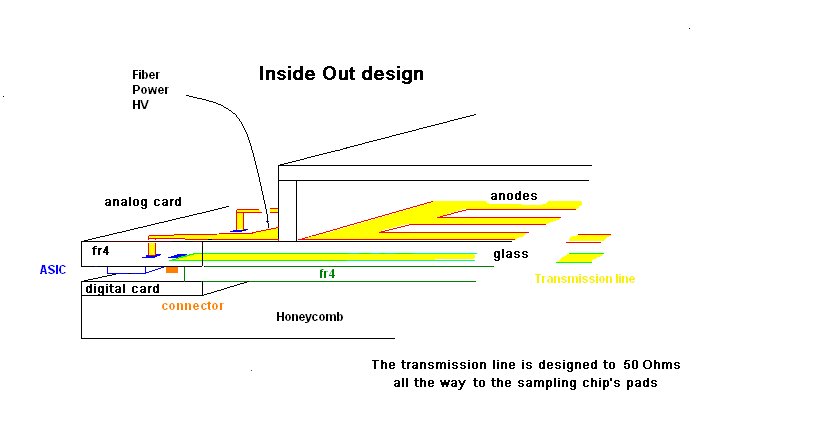 Inside Out design
Fiber
Power
HV
analog card
anodes
fr4
glass
ASIC
fr4
Transmission line
digital card
connector
Honeycomb
The transmission line is designed to 50 Ohms
all the way to the sampling chip's pads